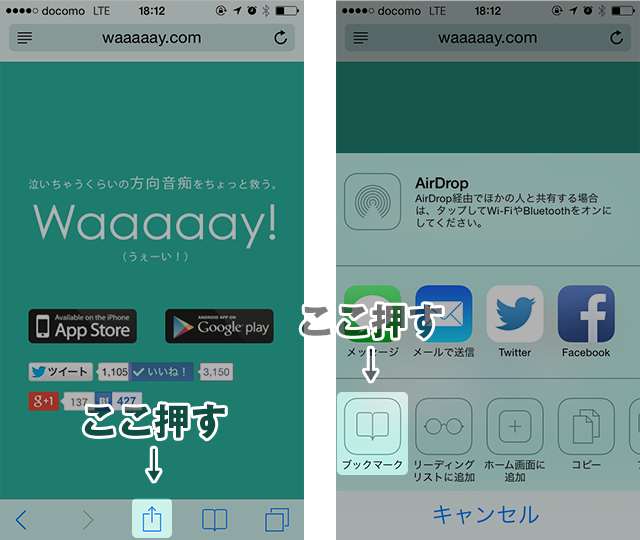 docomo LTE 18:12
waaaaay.com
泣いちゃうくらいの方向音痴をちょっと救う。
Waaaaay!
(うぇーい!)
Available on the iPhone
App Store
ANDROID APP ON
Google play
ツイート 1,105 いいね! 3,150
g+1 137 B! 427
ここ押す
docomo LTE 18:12
waaaaay.com
AirDrop
AirDrop経由でほかの人と共有する場合
は、タップしてWi-FiやBluetoothをオンに
してください。
ここ押す
メッセージ メールで送信 Twitter Facebook
ブックマーク リーディング
リストに追加 ホーム画面に
追加 コピー
キャンセル